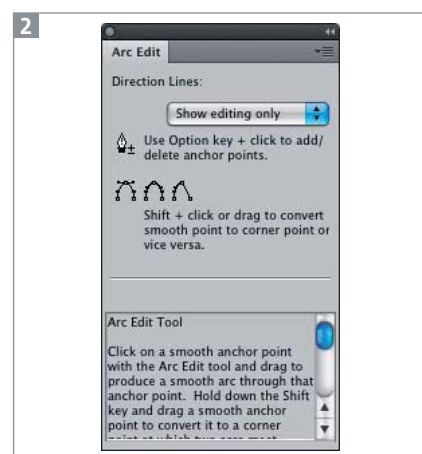 2
Arc Edit
Direction Lines:
Show editing only
Use Option key + click to add/
delete anchor points.
Shift + click or drag to convert
smooth point to corner point or
vice versa.
Arc Edit Tool
Click on a smooth anchor point
with the Arc Edit tool and drag to
produce a smooth arc through that
anchor point. Hold down the Shift
key and drag a smooth anchor
point to convert it to a corner